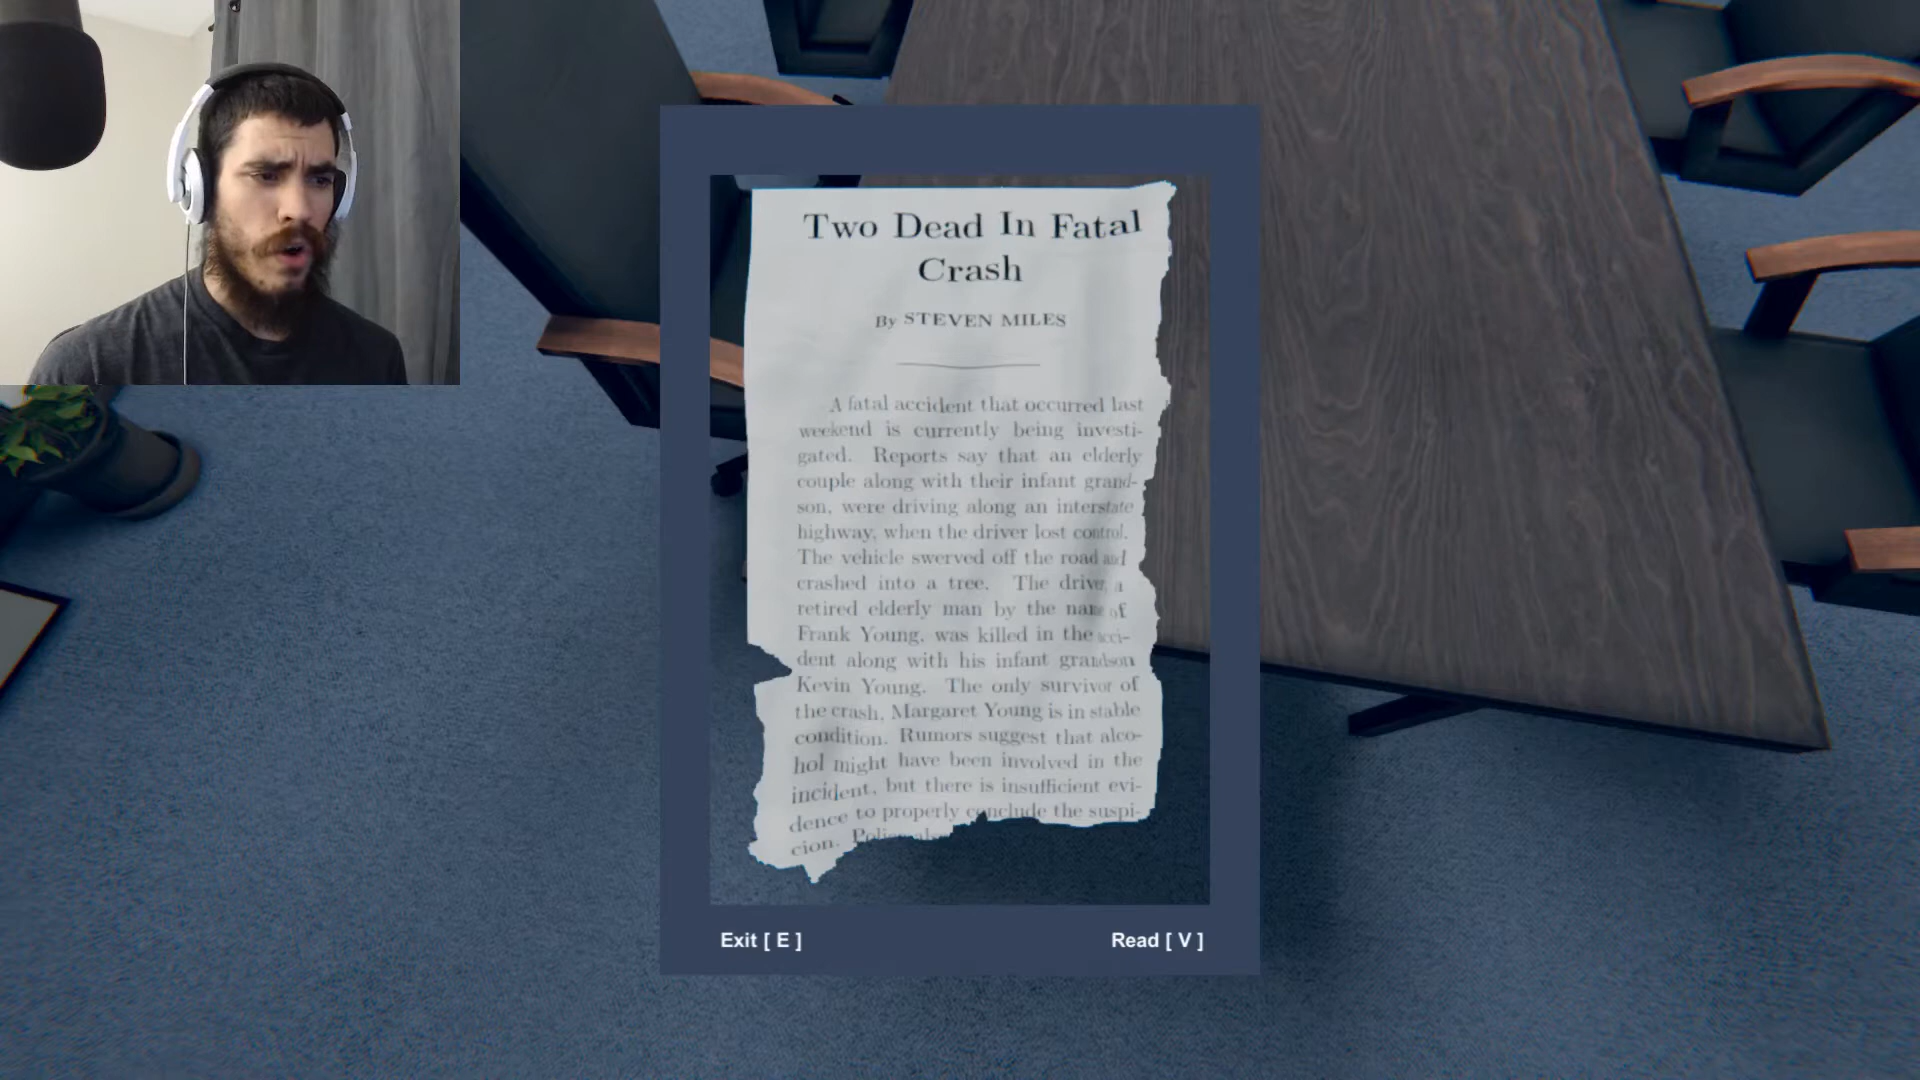 Two Dead In Fatal
Crash
By STEVEN MILES
A fatal accident that occurred last
weekend is currently being investi-
gated. Reports say that an elderly
couple along with their infant grand-
son, were driving along an interstate
highway, when the driver lost control.
The vehicle swerved off the road and
crashed into a tree. The driver, a
retired elderly man by the name of
Frank Young, was killed in the acci-
dent along with his infant grandson
Kevin Young. The only survivor of
the crash, Margaret Young is in stable
condition. Rumors suggest that alco-
hol might have been involved in the
incident, but there is insufficient evi-
dence to properly conclude the suspi-
cion.
Exit [ E ]
Read [ V ]